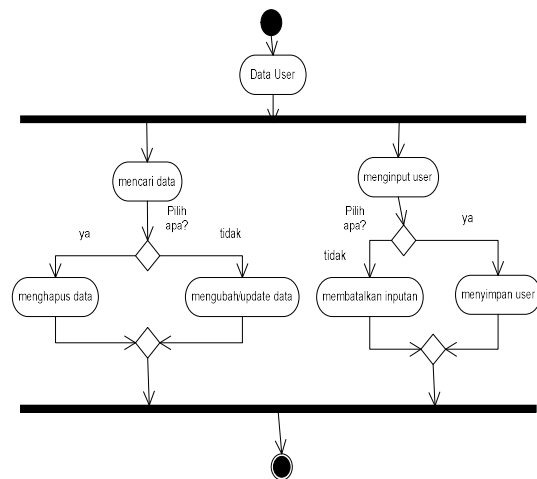 Data User
mencari data
menginput user
Pilih
apa?
ya
tidak
Pilih
apa?
ya
tidak
menghapus data
mengubah/update data
membatalkan inputan
menyimpan user